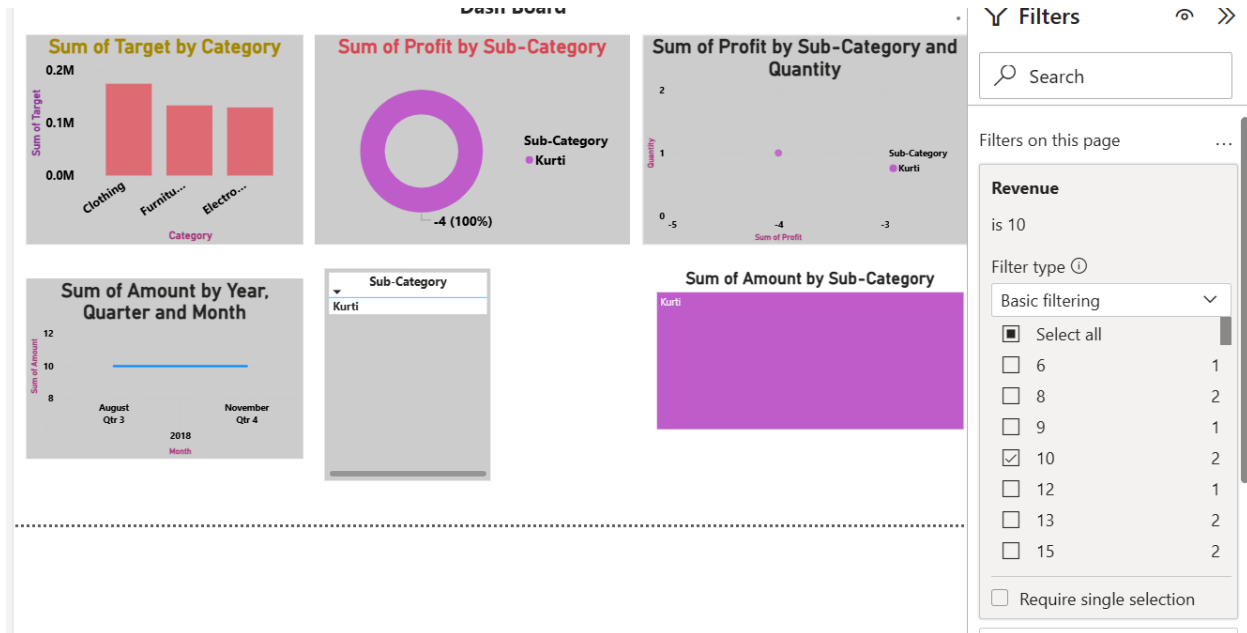 Dash Board
Sum of Target by Category
0.2M
0.1M
0.0M
Sum of Target
Clothing
Furnitu...
Electro...
Category
Sum of Profit by Sub-Category
Sub-Category
Kurti
-4 (100%)
Sum of Profit by Sub-Category and
Quantity
2
1
0
Quantity
-5
-4
-3
Sum of Profit
Sub-Category
Kurti
Sum of Amount by Year,
Quarter and Month
12
10
8
Sum of Amount
August
November
Qtr 3
Qtr 4
2018
Month
Sub-Category
Kurti
Sum of Amount by Sub-Category
Kurti
Filters
Search
Filters on this page
...
Revenue
is 10
Filter type
Basic filtering
Select all
6 1
8 2
9 1
10 2
12 1
13 2
15 2
Require single selection